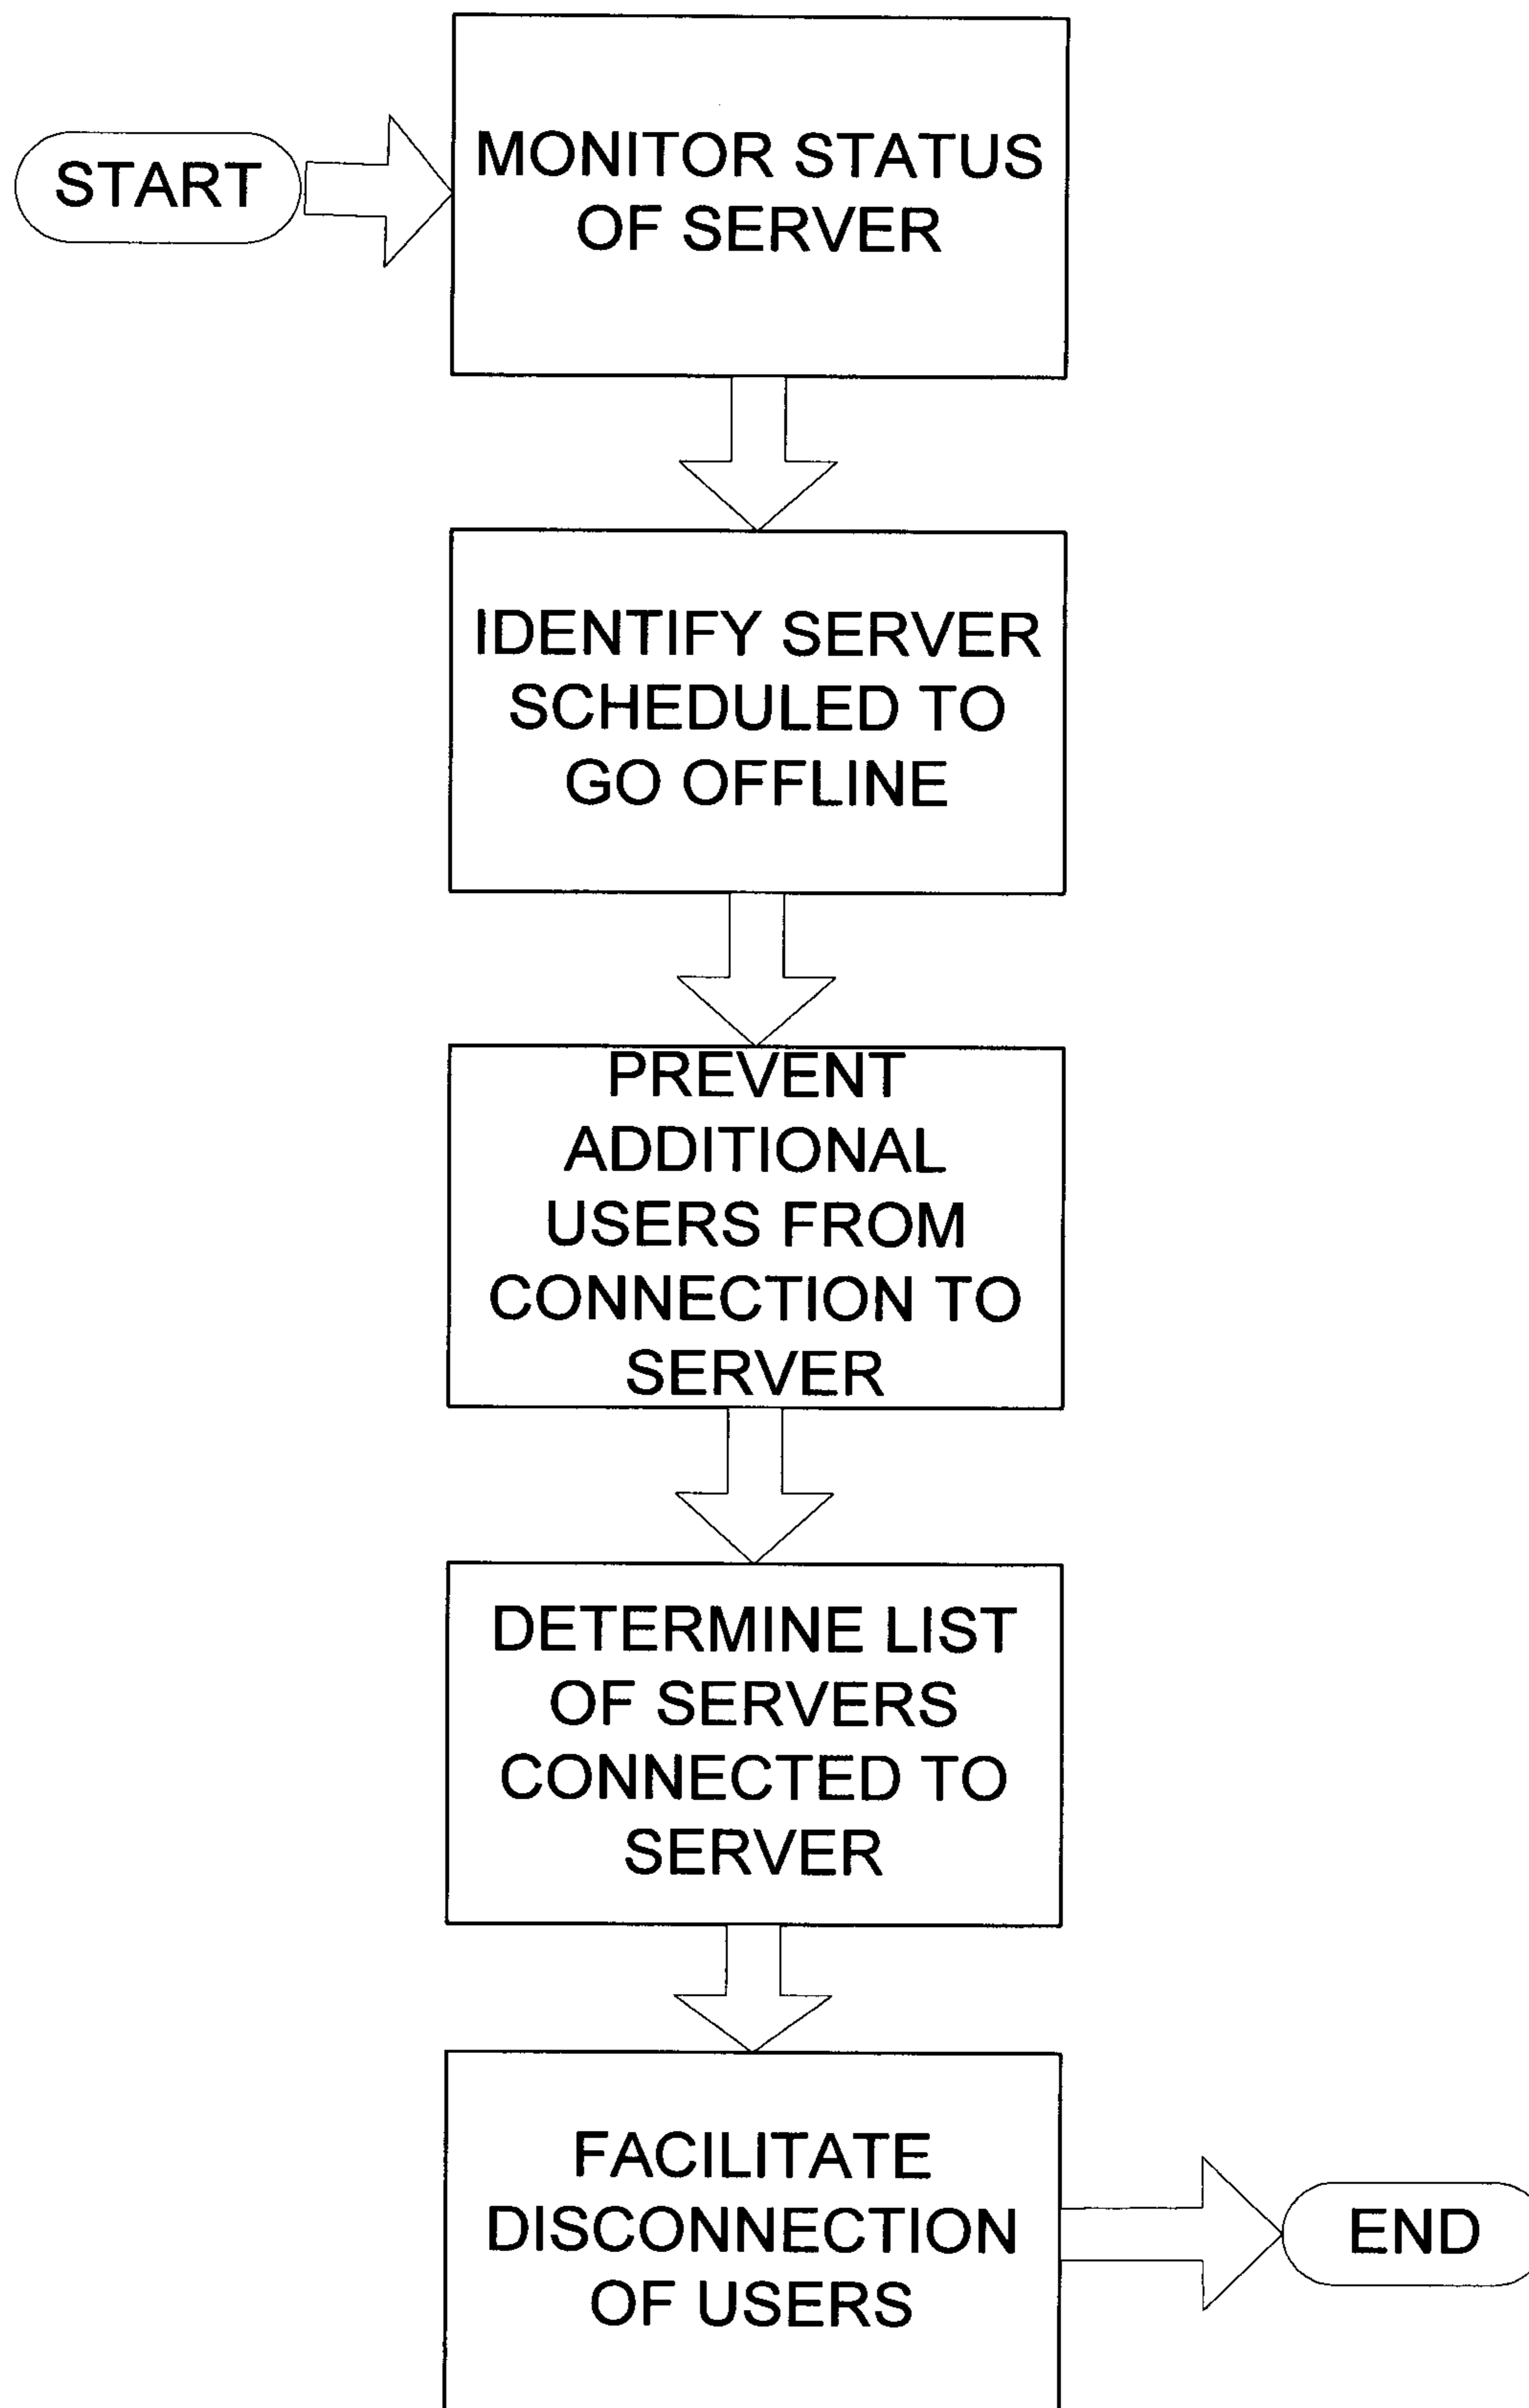 START
MONITOR STATUS
OF SERVER
IDENTIFY SERVER
SCHEDULED TO
GO OFFLINE
PREVENT
ADDITIONAL
USERS FROM
CONNECTION TO
SERVER
DETERMINE LIST
OF SERVERS
CONNECTED TO
SERVER
FACILITATE
DISCONNECTION
OF USERS
END